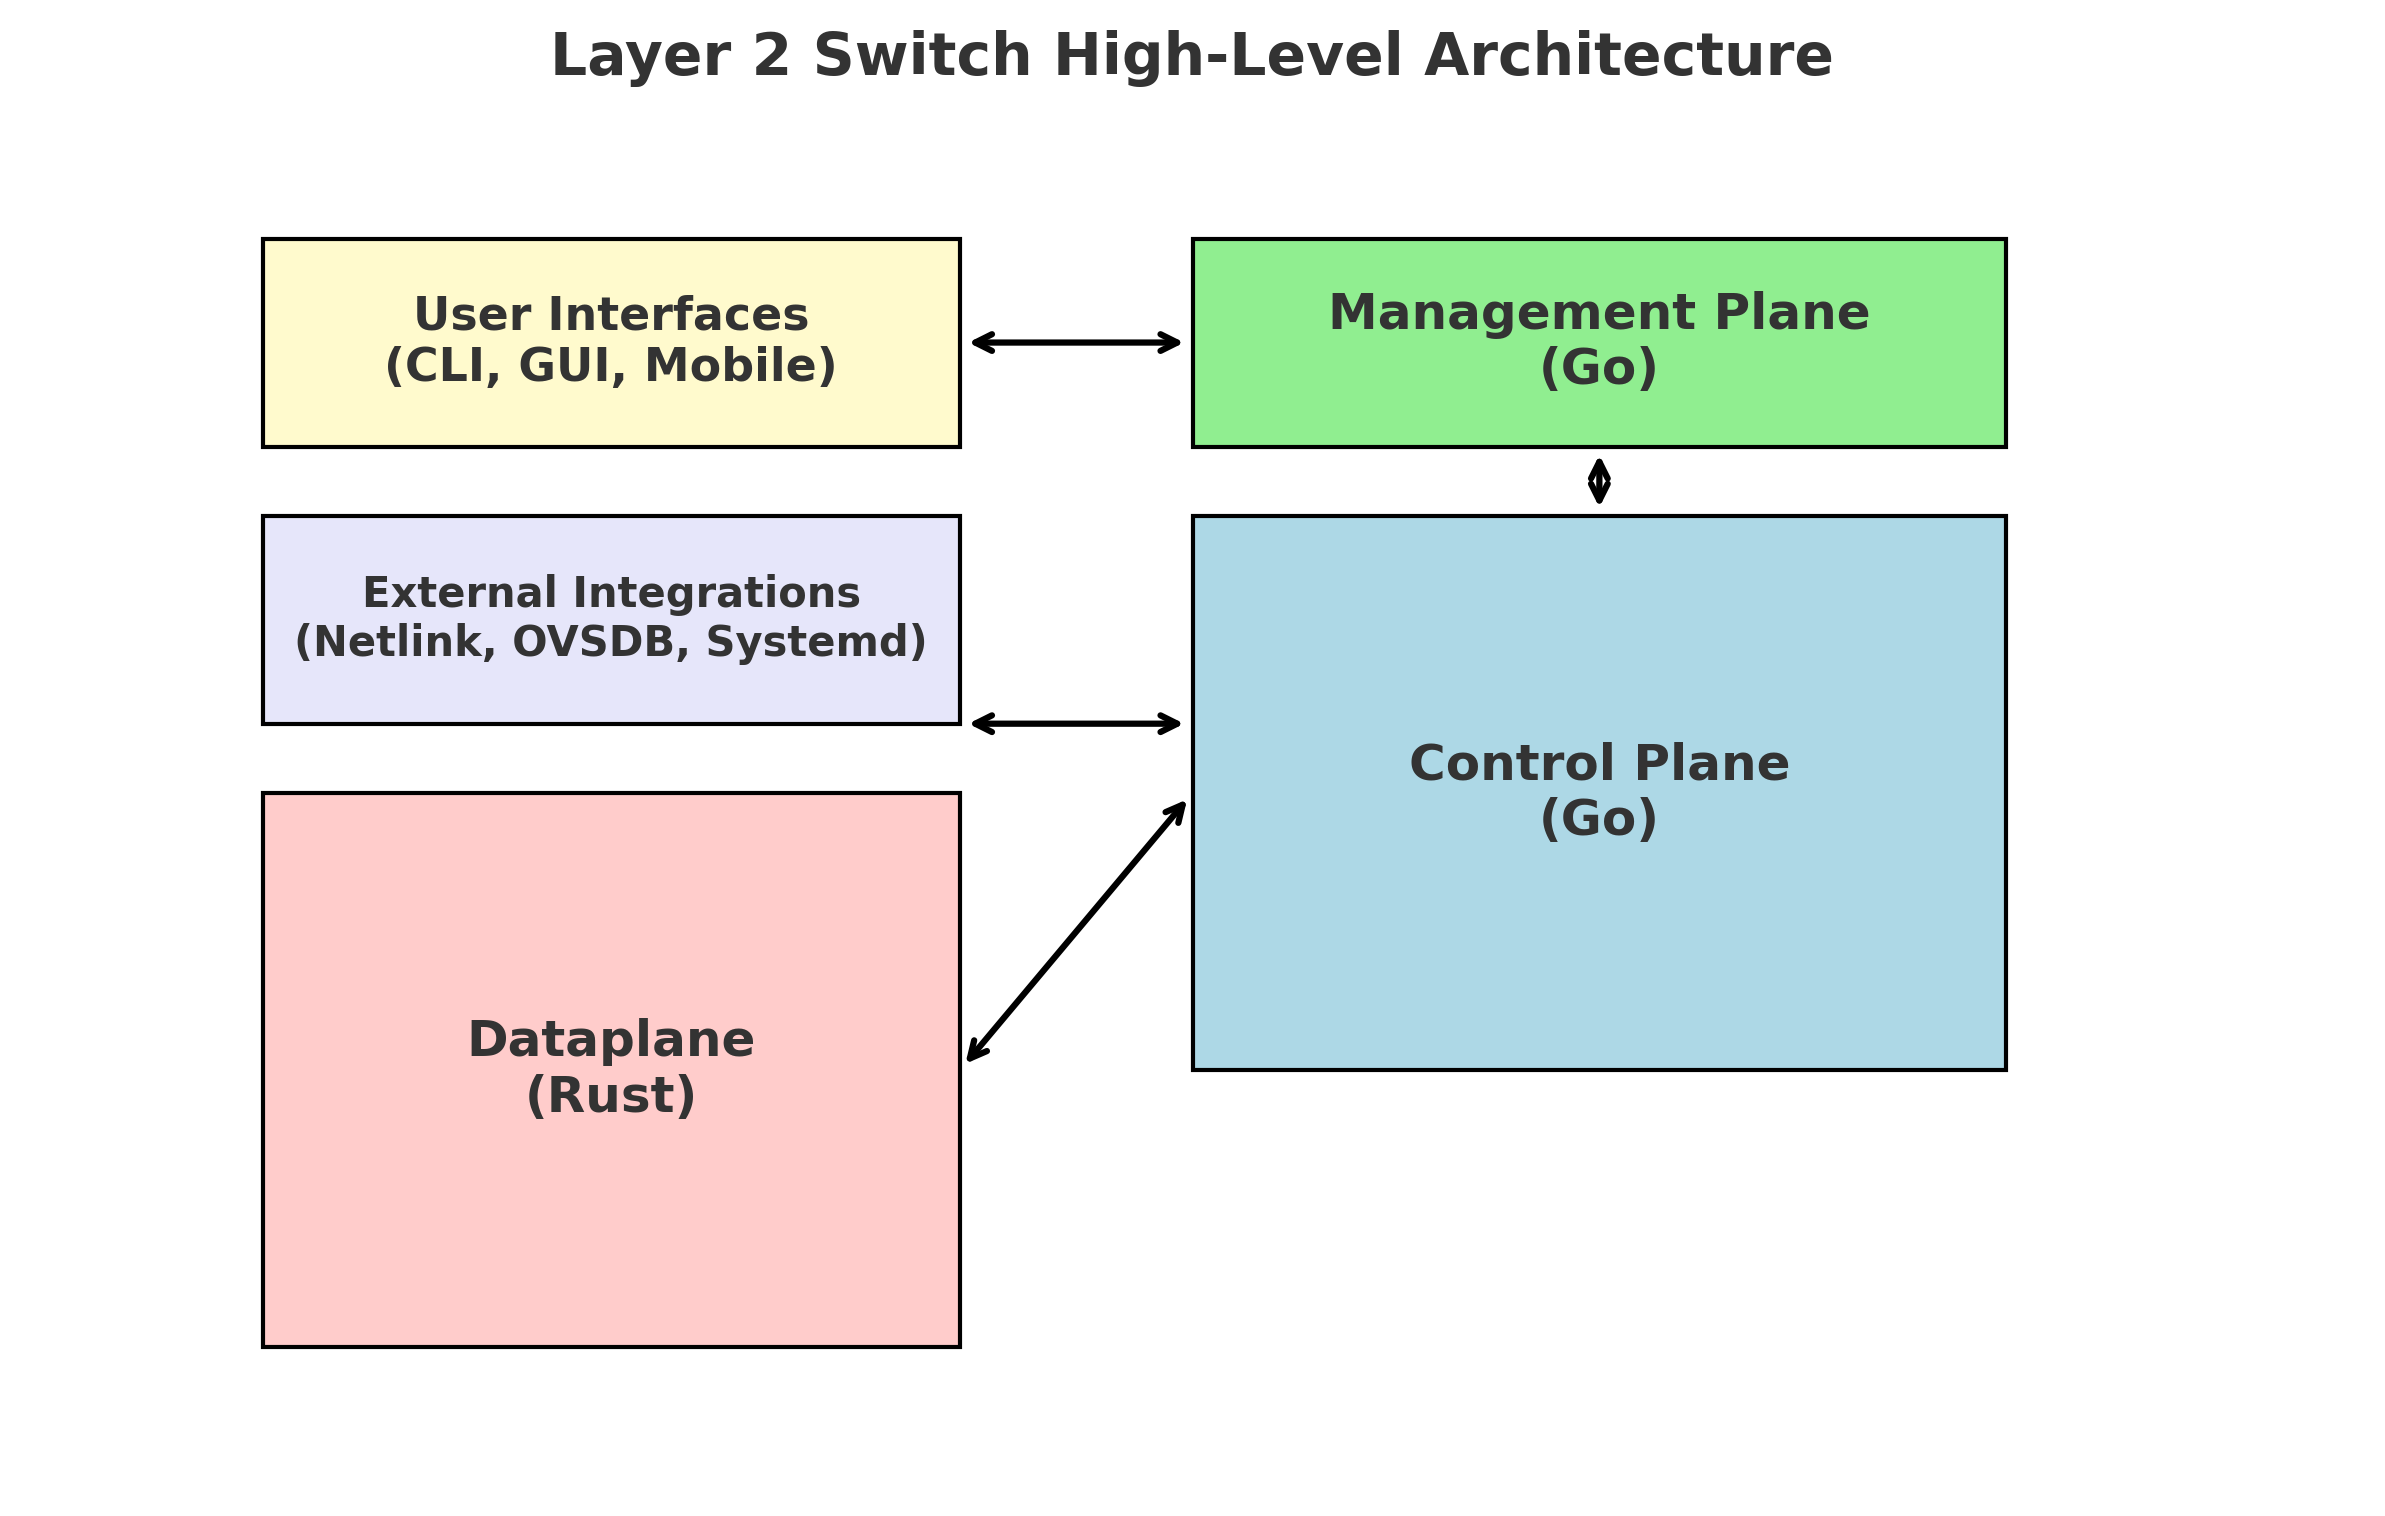 Layer 2 Switch High-Level Architecture
User Interfaces
(CLI, GUI, Mobile)
Management Plane
(Go)
External Integrations
(Netlink, OVSDB, Systemd)
Control Plane
(Go)
Dataplane
(Rust)